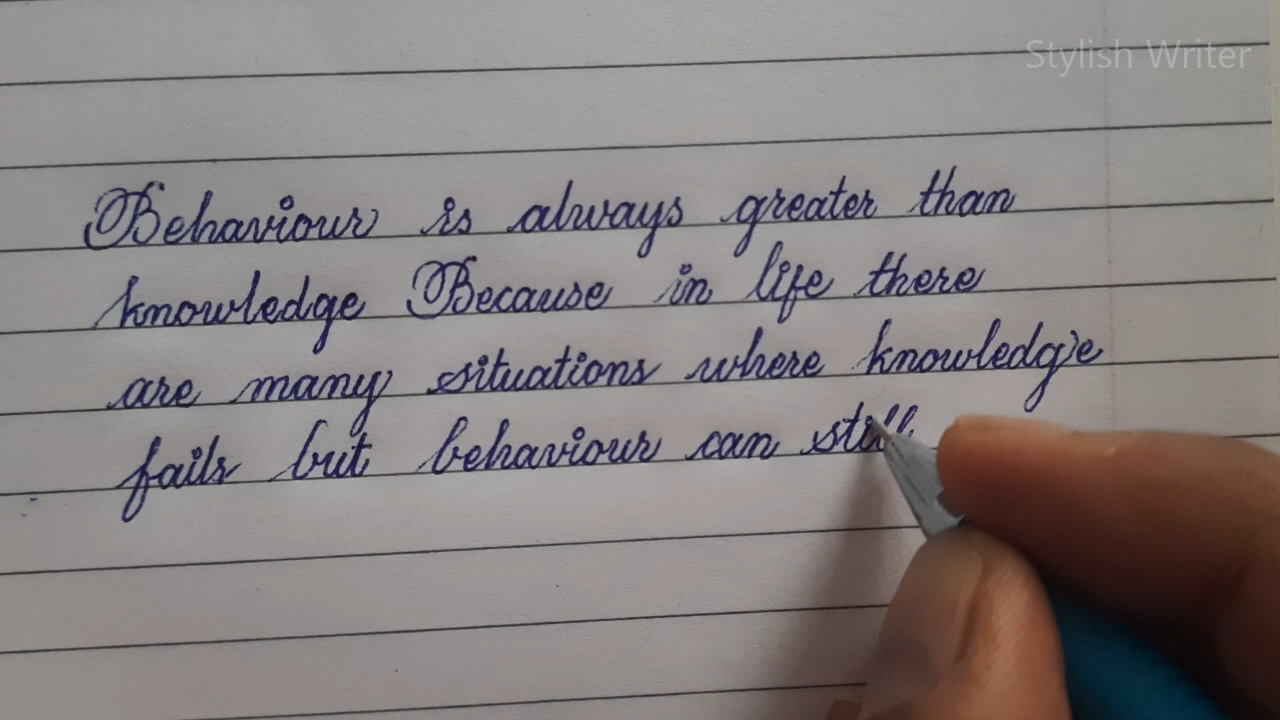 Stylish Writer
Behaviour is always greater than
knowledge Because in life there
are many situations where knowledge
fails but behaviour can still